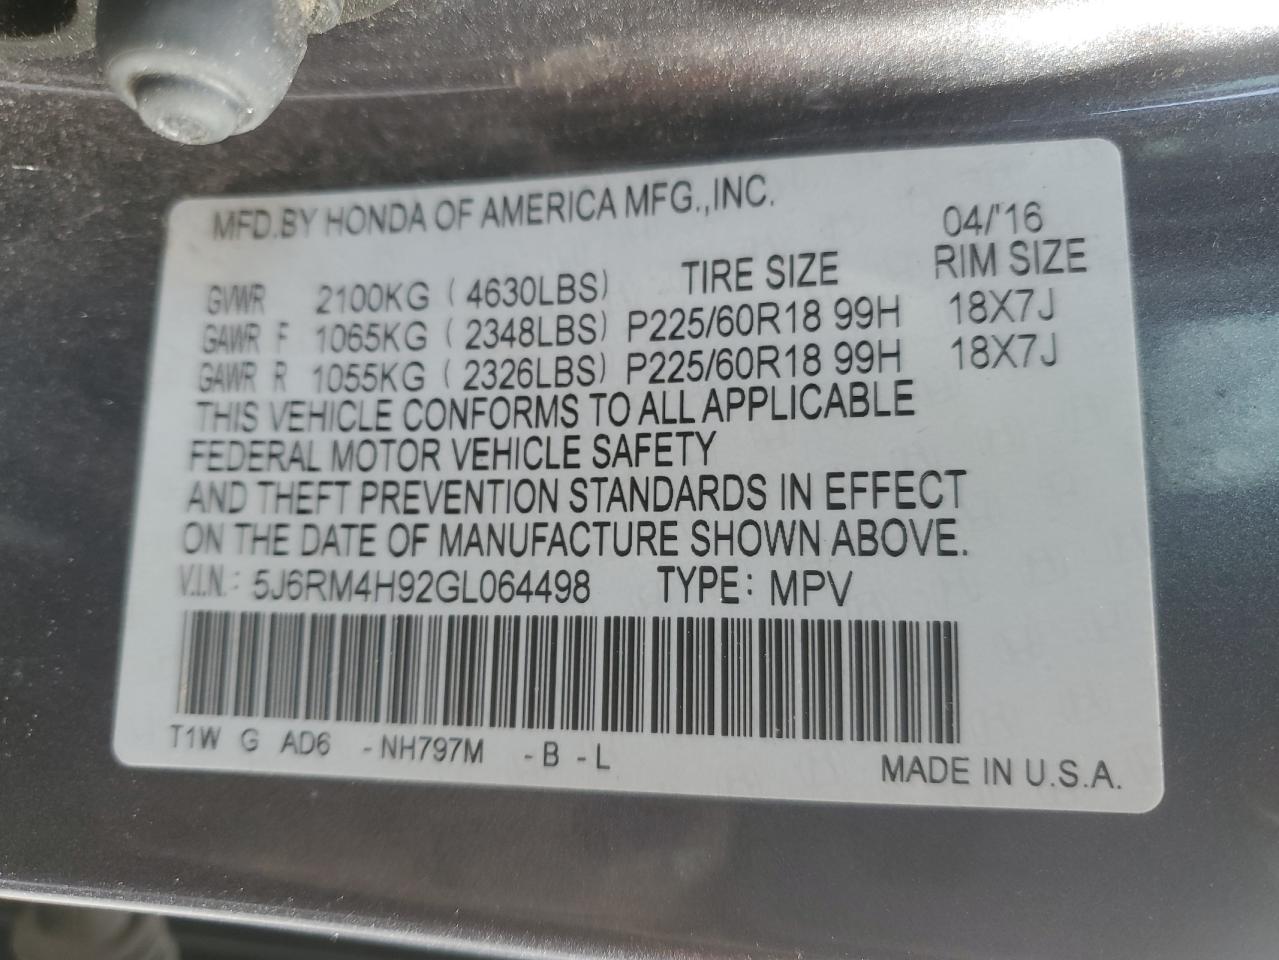 MFD.BY HONDA OF AMERICA MFG.,INC. 04/'16
GVWR 2100KG ( 4630LBS) TIRE SIZE RIM SIZE
GAWR F 1065KG ( 2348LBS) P225/60R18 99H 18X7J
GAWR R 1055KG ( 2326LBS) P225/60R18 99H 18X7J
THIS VEHICLE CONFORMS TO ALL APPLICABLE
FEDERAL MOTOR VEHICLE SAFETY
AND THEFT PREVENTION STANDARDS IN EFFECT
ON THE DATE OF MANUFACTURE SHOWN ABOVE.
V.I.N.: 5J6RM4H92GL064498 TYPE: MPV
T1W G AD6 -NH797M -B -L
MADE IN U.S.A.